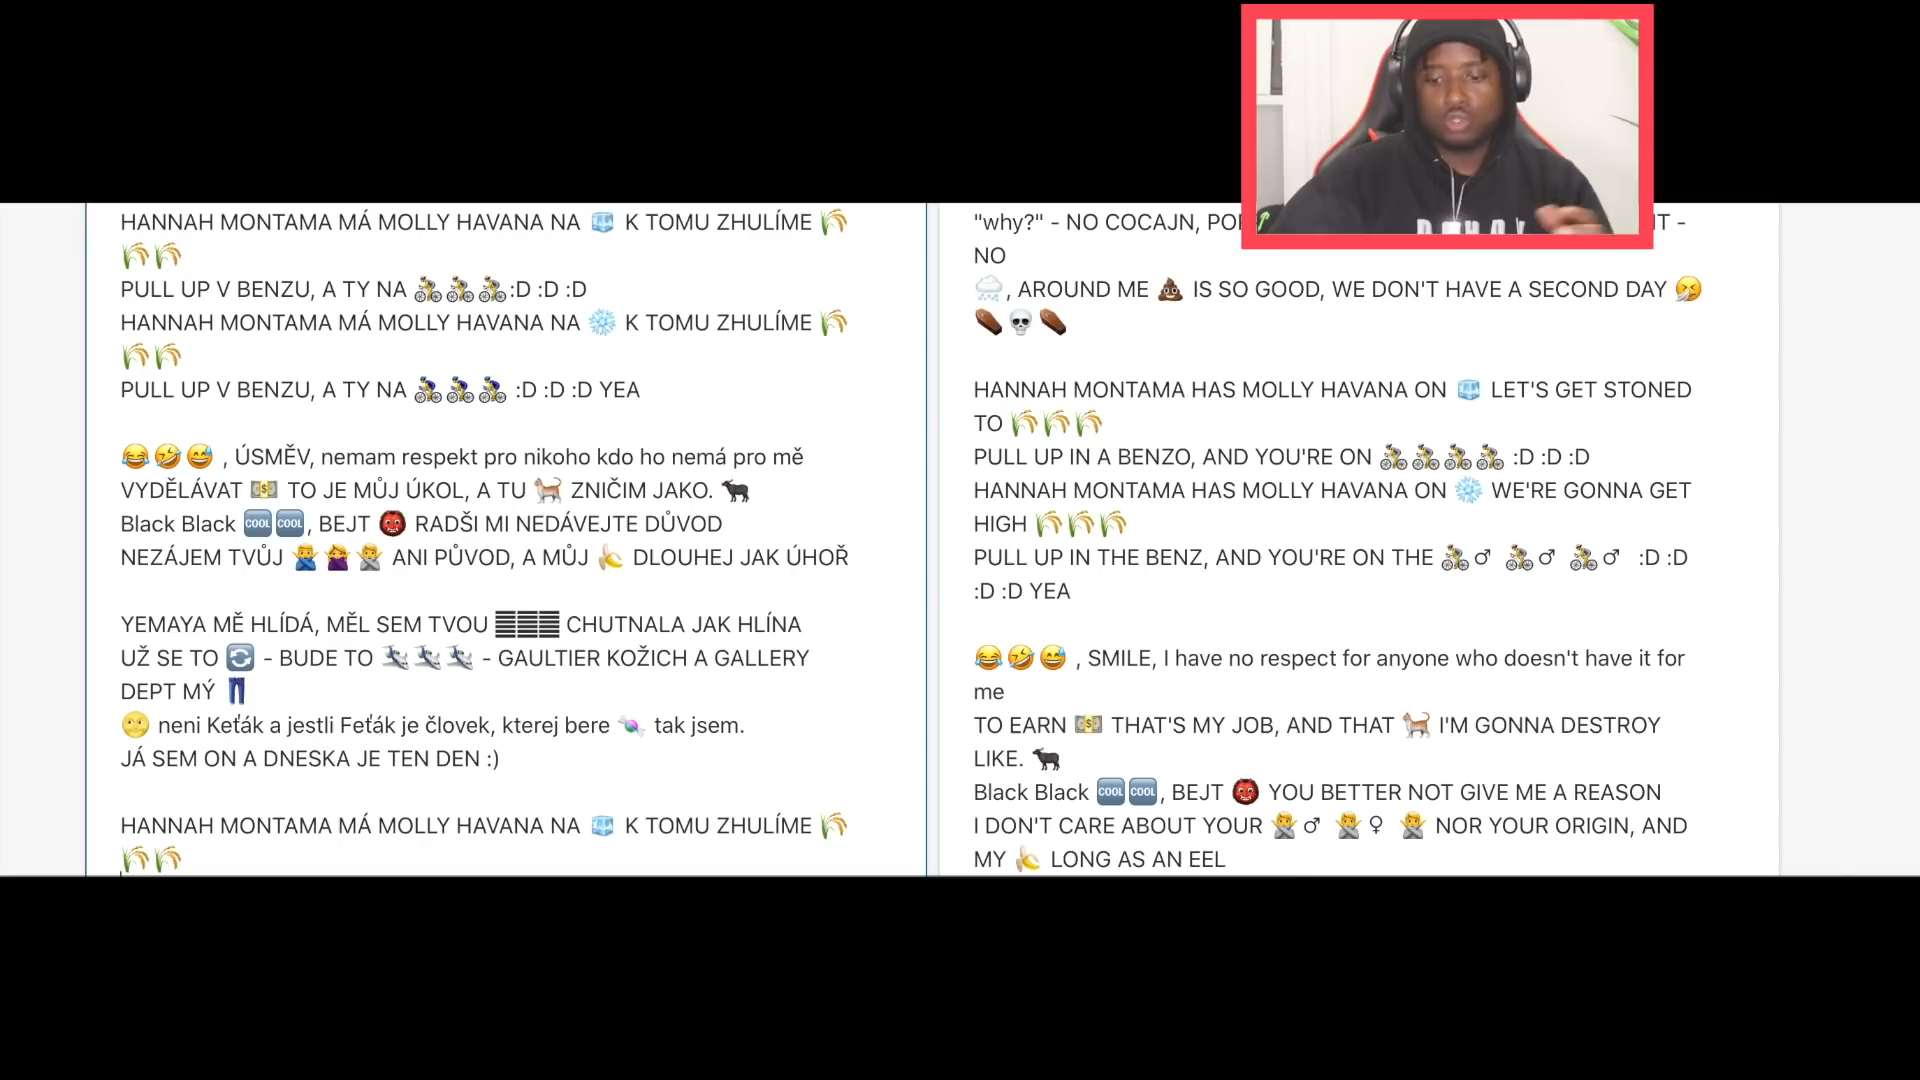 HANNAH MONTAMA MÁ MOLLY HAVANA NA 🧊 K TOMU ZHULÍME 🌾
🌾🌾
PULL UP V BENZU, A TY NA 🚴🚴🚴:D :D :D
HANNAH MONTAMA MÁ MOLLY HAVANA NA ❄️ K TOMU ZHULÍME 🌾
🌾🌾
PULL UP V BENZU, A TY NA 🚴🚴🚴 :D :D :D YEA
😂🤣😅 , ÚSMĚV, nemam respekt pro nikoho kdo ho nemá pro mě
VYDĚLÁVAT 💵 TO JE MŮJ ÚKOL, A TU 🐈 ZNIČIM JAKO. 🐃
Black Black 🆒🆒, BEJT 👹 RADŠI MI NEDÁVEJTE DŮVOD
NEZÁJEM TVŮJ 🙅‍♂️🙅‍♀️🙅 ANI PŮVOD, A MŮJ 🍌 DLOUHEJ JAK ÚHOŘ
YEMAYA MĚ HLÍDÁ, MĚL SEM TVOU 𝌆𝌆𝌆 CHUTNALA JAK HLÍNA
UŽ SE TO 🔄 - BUDE TO 🛩🛩🛩 - GAULTIER KOŽICH A GALLERY
DEPT MÝ 👖
🌝 neni Keťák a jestli Feťák je človek, kterej bere 🍬 tak jsem.
JÁ SEM ON A DNESKA JE TEN DEN :)
HANNAH MONTAMA MÁ MOLLY HAVANA NA 🧊 K TOMU ZHULÍME 🌾
🌾🌾
"why?" - NO COCAJN,
NO
🌨, AROUND ME 💩 IS SO GOOD, WE DON'T HAVE A SECOND DAY 🤧
⚰️💀⚰️
HANNAH MONTAMA HAS MOLLY HAVANA ON 🧊 LET'S GET STONED
TO 🌾🌾🌾
PULL UP IN A BENZO, AND YOU'RE ON 🚴🚴🚴🚴 :D :D :D
HANNAH MONTAMA HAS MOLLY HAVANA ON ❄️ WE'RE GONNA GET
HIGH 🌾🌾🌾
PULL UP IN THE BENZ, AND YOU'RE ON THE 🚴♂ 🚴♂ 🚴♂ :D :D
:D :D YEA
😂🤣😅 , SMILE, I have no respect for anyone who doesn't have it for
me
TO EARN 💵 THAT'S MY JOB, AND THAT 🐈 I'M GONNA DESTROY
LIKE. 🐃
Black Black 🆒🆒, BEJT 👹 YOU BETTER NOT GIVE ME A REASON
I DON'T CARE ABOUT YOUR 🙅♂ 🙅♀ 🙅 NOR YOUR ORIGIN, AND
MY 🍌 LONG AS AN EEL